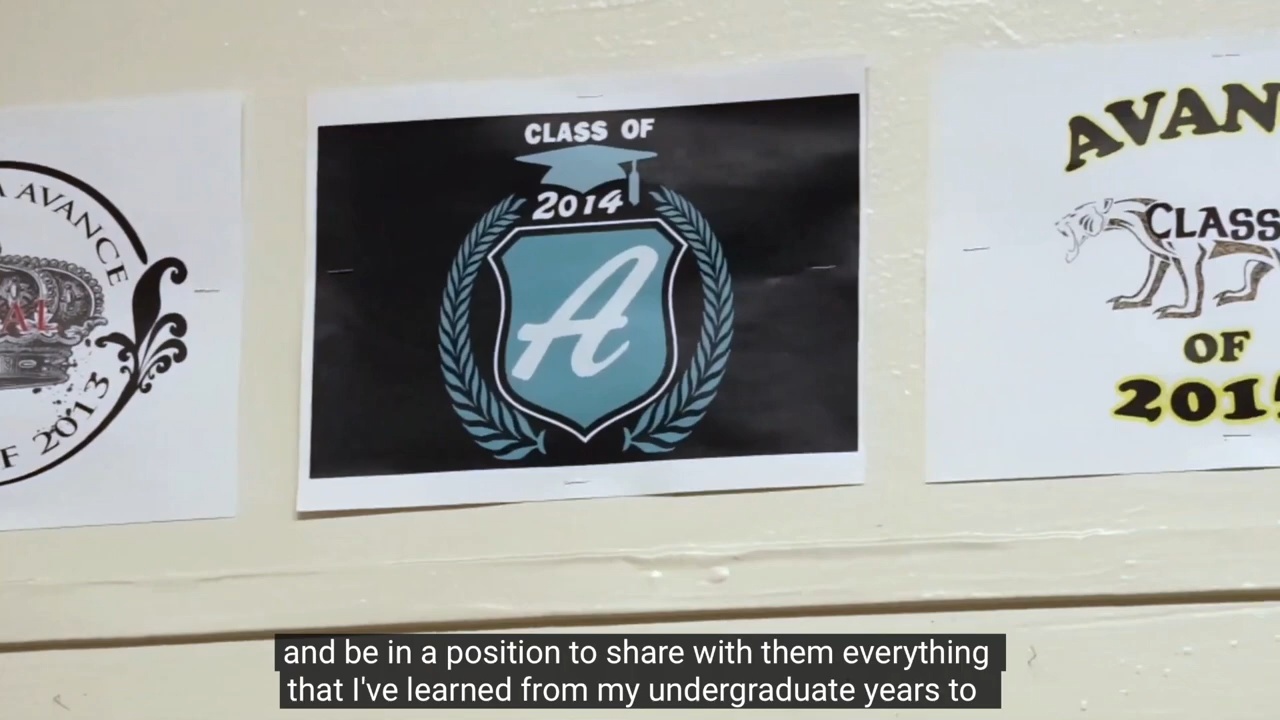 A AVANCE
AL
F 2013
CLASS OF
2014
A
AVAN
CLASS
OF
201
and be in a position to share with them everything
that I've learned from my undergraduate years to